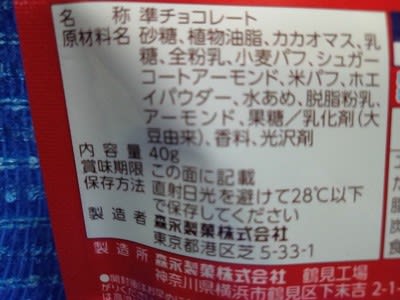 名 称 準チョコレート
原材料名 砂糖、植物油脂、カカオマス、乳
糖、全粉乳、小麦パフ、シュガー
コートアーモンド、米パフ、ホエ
イパウダー、水あめ、脱脂粉乳、
アーモンド、果糖／乳化剤(大
豆由来)、香料、光沢剤
内 容 量 40g
賞味期限 この面に記載
保存方法 直射日光を避けて28℃以下
で保存してください
製 造 者 森永製菓株式会社
東京都港区芝5-33-1
製 造 所 森永製菓株式会社 鶴見工場
神奈川県横浜市鶴見区下末吉 2-1-